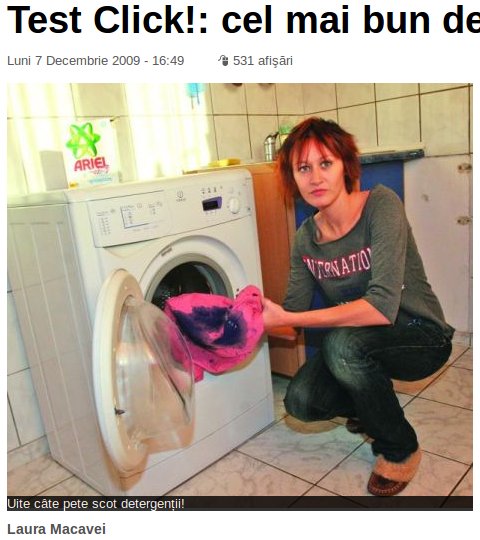 Test Click!: cel mai bun de
Luni 7 Decembrie 2009 - 16:49 531 afişări
ARIEL
INTERNATION
Uite câte pete scot detergenţii!
Laura Macavei